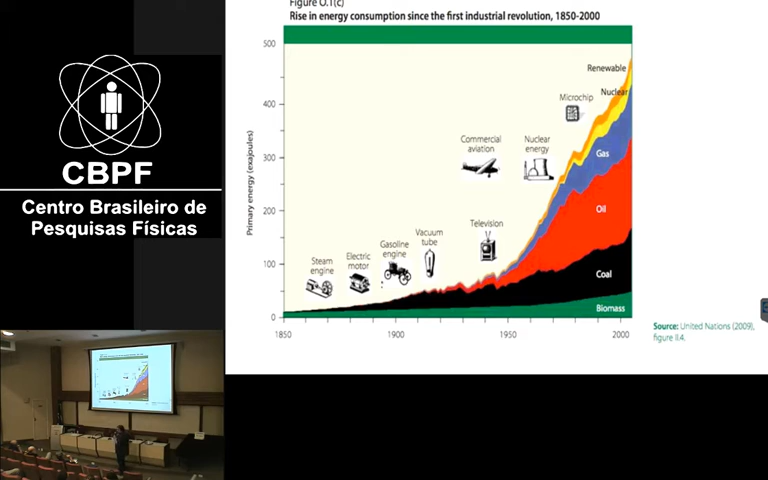 Figure O.1(c)
Rise in energy consumption since the first industrial revolution, 1850-2000
500
400
300
200
100
0
Primary energy (exajoules)
Renewable
Nuclear
Microchip
Commercial
aviation
Nuclear
energy
Gas
Oil
Television
Vacuum
tube
Gasoline
engine
Electric
motor
Steam
engine
Coal
Biomass
1850
1900
1950
2000
Source: United Nations (2009),
figure II.4.
CBPF
Centro Brasileiro de
Pesquisas Físicas